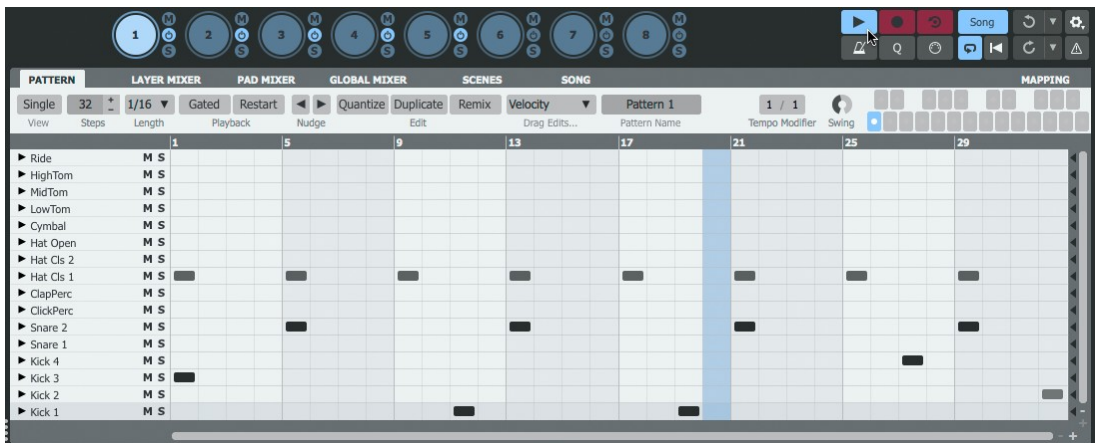 M M M M M M M M
1 2 3 4 5 6 7 8 Song
S S S S S S S S Q
PATTERN LAYER MIXER PAD MIXER GLOBAL MIXER SCENES SONG MAPPING
Single 32 + - 1/16 Gated Restart Quantize Duplicate Remix Velocity Pattern 1 1 / 1
View Steps Length Playback Nudge Edit Drag Edits... Pattern Name Tempo Modifier Swing
1 5 9 13 17 21 25 29
Ride M S
HighTom M S
MidTom M S
LowTom M S
Cymbal M S
Hat Open M S
Hat Cls 2 M S
Hat Cls 1 M S
ClapPerc M S
ClickPerc M S
Snare 2 M S
Snare 1 M S
Kick 4 M S
Kick 3 M S
Kick 2 M S
Kick 1 M S